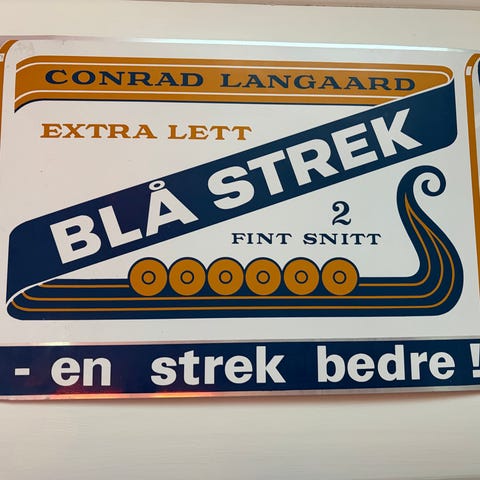 CONRAD LANGAARD
EXTRA LETT
BLÅ STREK
2
FINT SNITT
- en strek bedre!